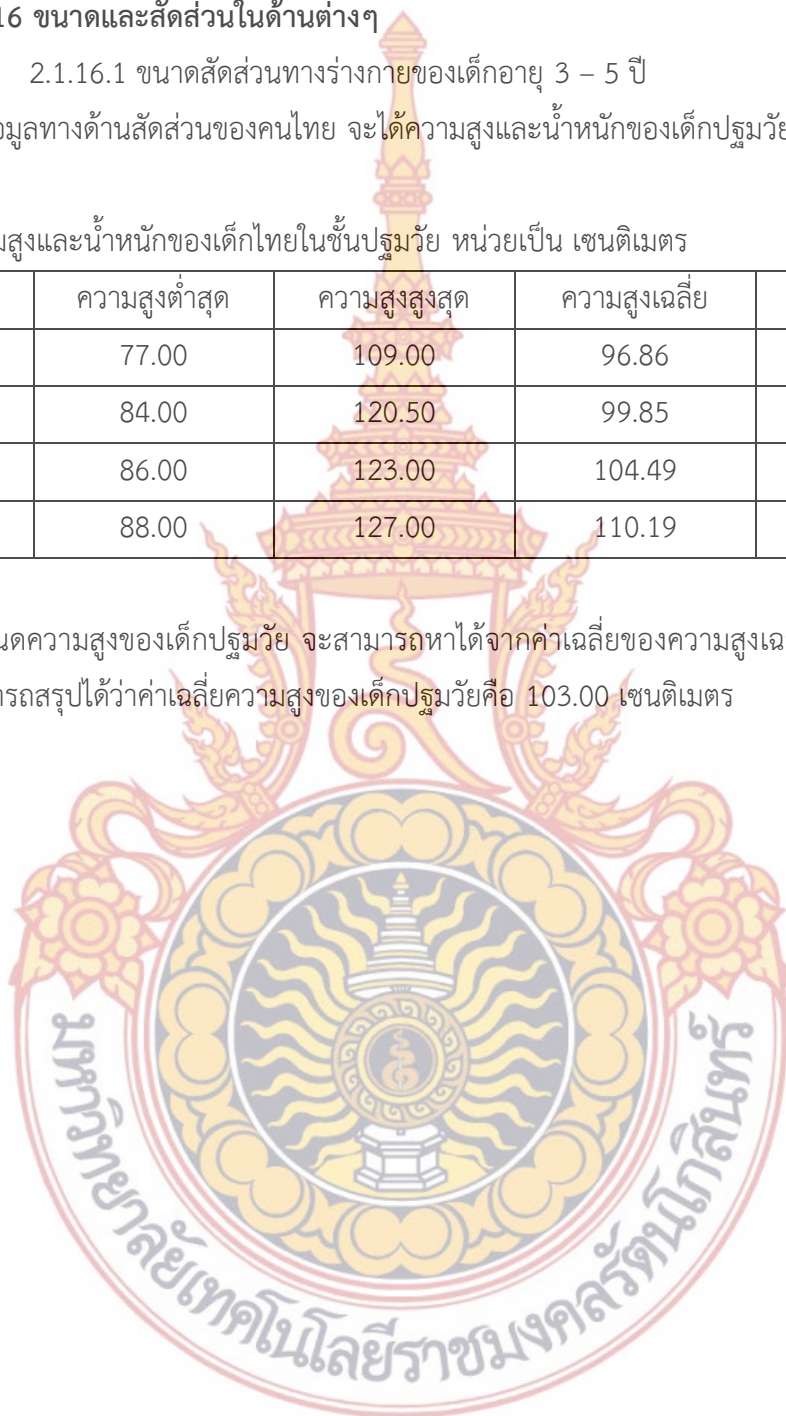 16 ขนาดและสัดส่วนในด้านต่างๆ
2.1.16.1 ขนาดสัดส่วนทางร่างกายของเด็กอายุ 3 – 5 ปี
ข้อมูลทางด้านสัดส่วนของคนไทย จะได้ความสูงและน้ำหนักของเด็กปฐมวัย
ความสูงและน้ำหนักของเด็กไทยในชั้นปฐมวัย หน่วยเป็น เซนติเมตร
ความสูงต่ำสุด ความสูงสูงสุด ความสูงเฉลี่ย
77.00 109.00 96.86
84.00 120.50 99.85
86.00 123.00 104.49
88.00 127.00 110.19
ความสูงของเด็กปฐมวัย จะสามารถหาได้จากค่าเฉลี่ยของความสูง
สรุปได้ว่าค่าเฉลี่ยความสูงของเด็กปฐมวัยคือ 103.00 เซนติเมตร
มหาวิทยาลัยเทคโนโลยีราชมงคลรัตนโกสินทร์